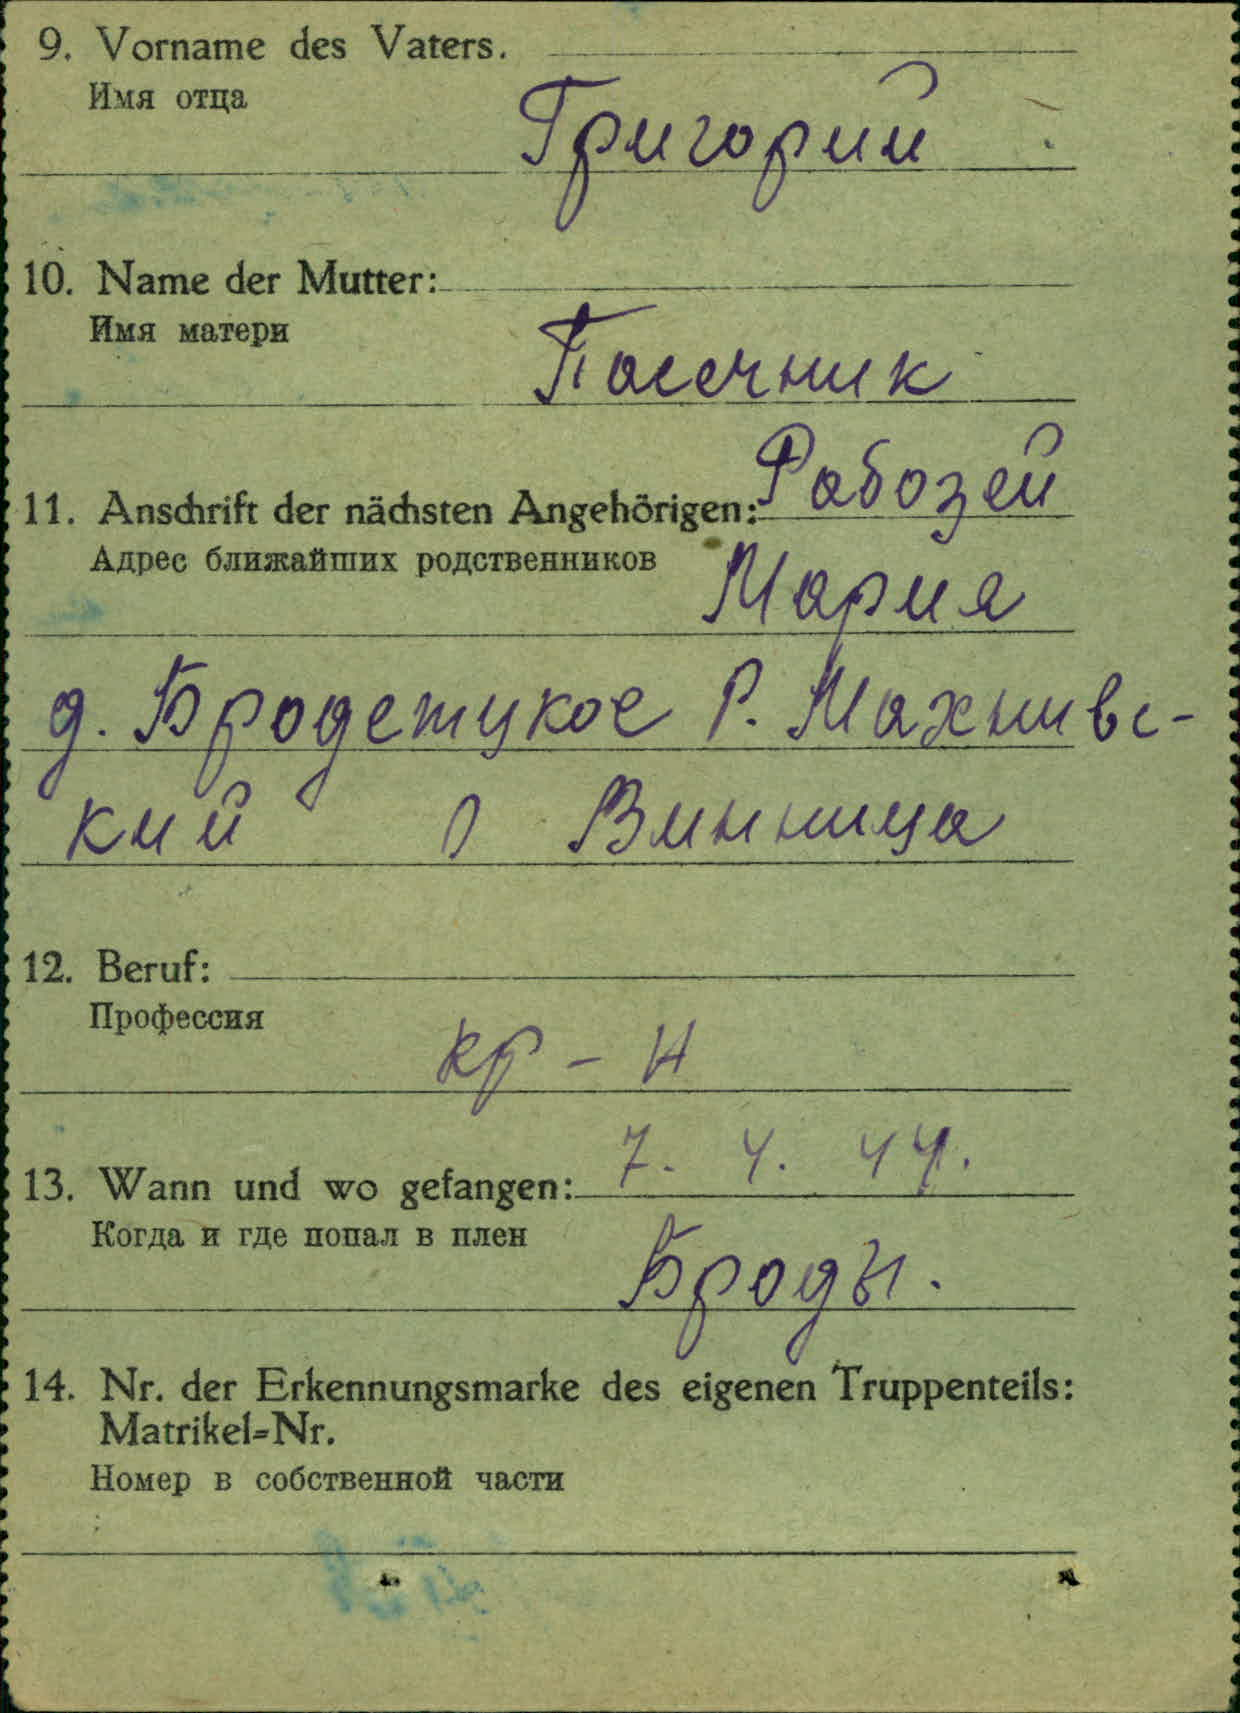 9. Vorname des Vaters.
Имя отца
Григорий
10. Name der Mutter:
Имя матери
Пасечник
11. Anschrift der nächsten Angehörigen: Рабозей
Адрес ближайших родственников
Мария
д. Бродетцкое Р. Махнивс-
кий О Винница
12. Beruf:
Профессия
кр-н
13. Wann und wo gefangen: 7. 4. 44.
Когда и где попал в плен
Броды.
14. Nr. der Erkennungsmarke des eigenen Truppenteils:
Matrikel=Nr.
Номер в собственной части